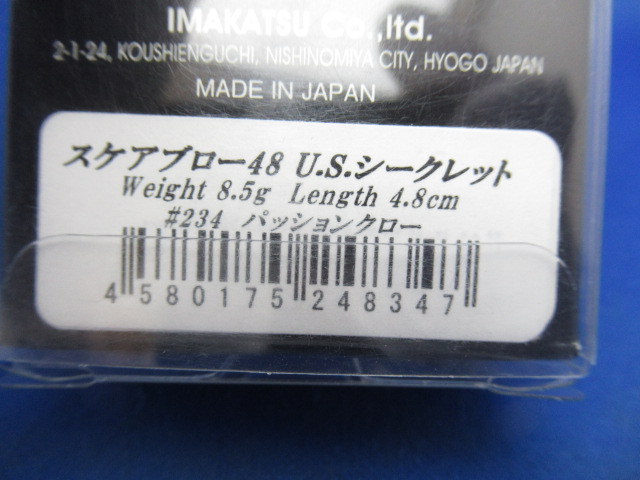 IMAKATSU Co.,ltd.
2-1-24, KOUSHIENGUCHI, NISHINOMIYA CITY, HYOGO JAPAN
MADE IN JAPAN
スケアブロー48 U.S.シークレット
Weight 8.5g Length 4.8cm
#234 パッションクロー
4 580175 248347